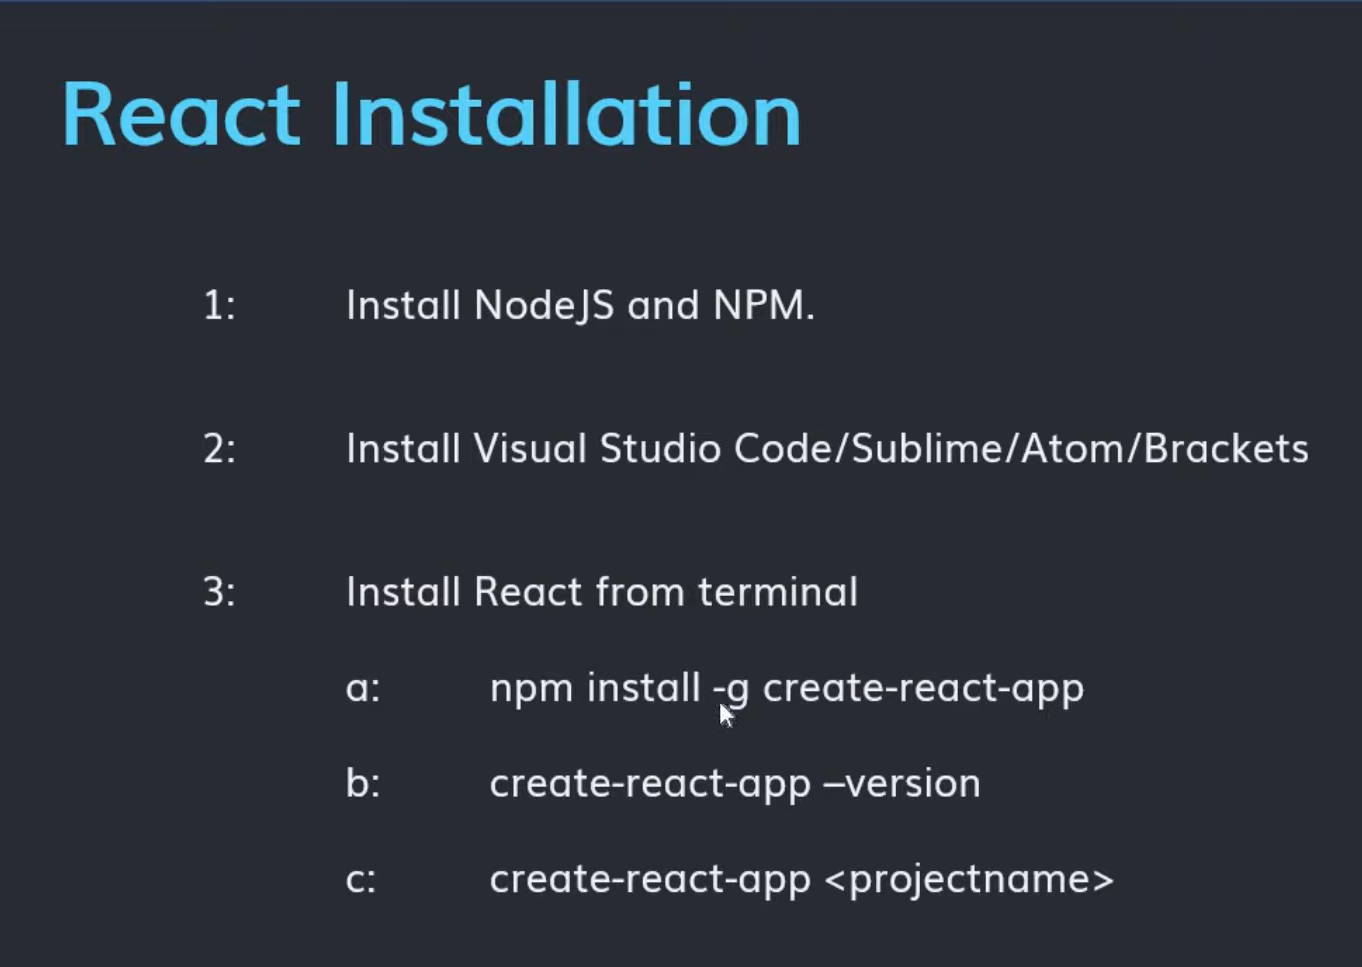 React Installation
1: Install NodeJS and NPM.
2: Install Visual Studio Code/Sublime/Atom/Brackets
3: Install React from terminal
a: npm install -g create-react-app
b: create-react-app –version
c: create-react-app <projectname>